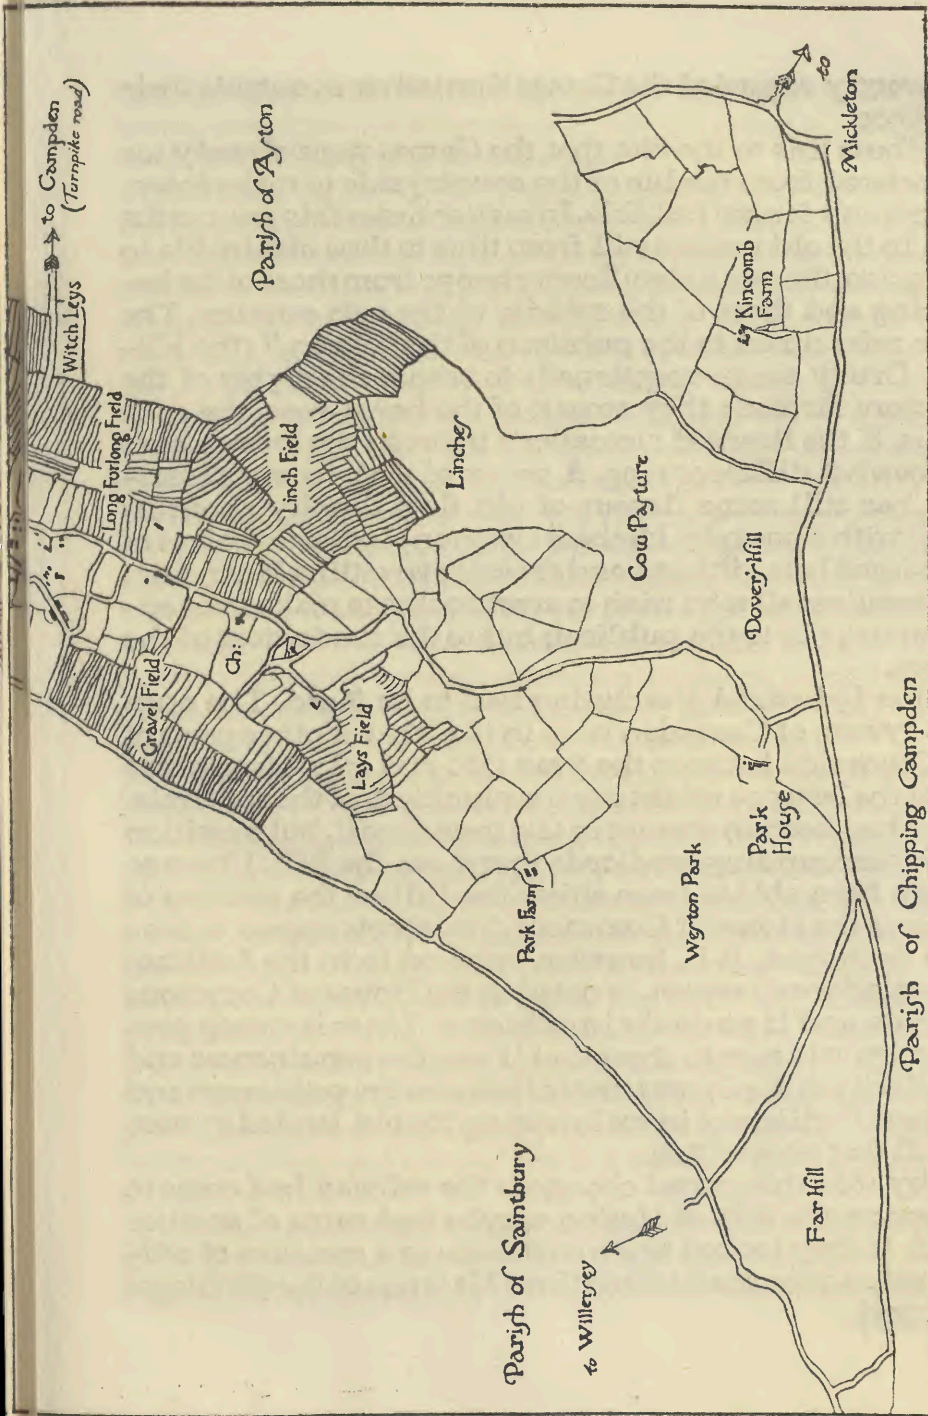 to Campden
(Turnpike road)
Witch Leys
Long Furlong Field
Gravel Field
Ch:
Parish of Aston
Linch Field
Lays Field
Linches
Parish of Saintbury
Park Farm
to Willersey
Cow Pasture
Weston Park
Kincomb
Farm
Dover's Hill
Park
House
Far Hill
to
Mickleton
Parish of Chipping Campden